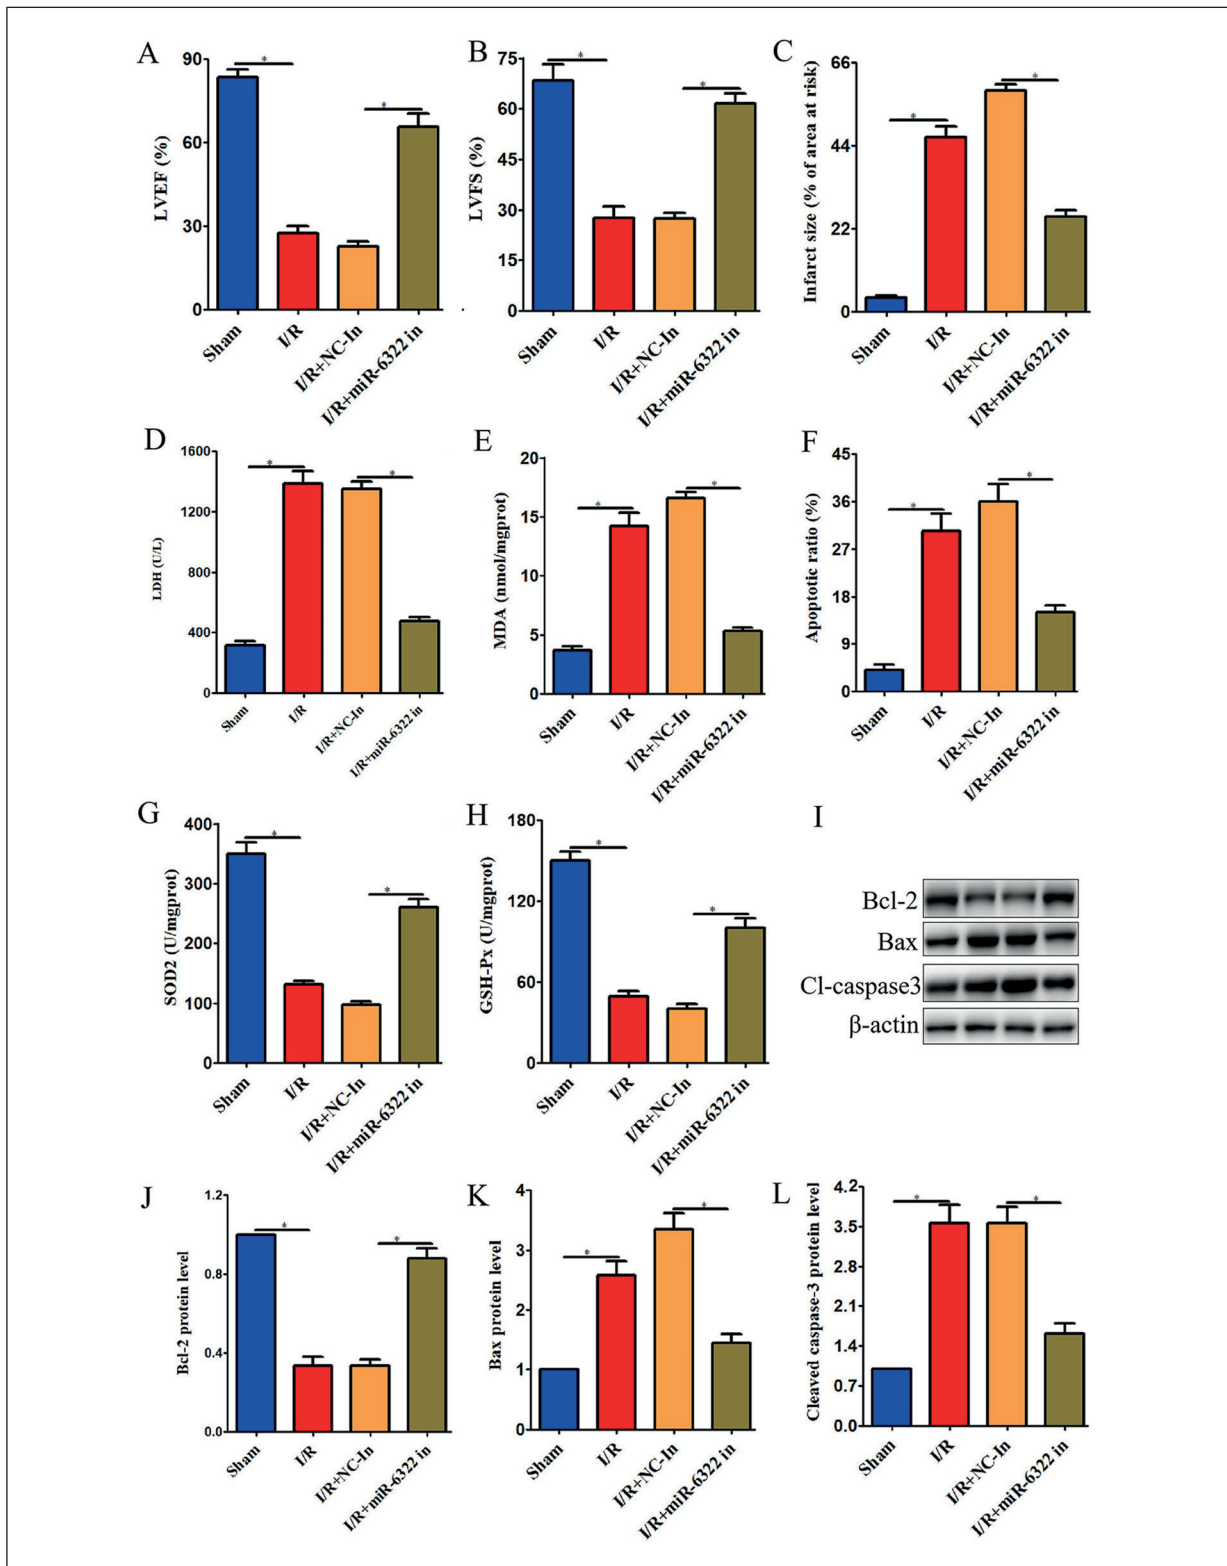 A
LVEF (%)
90
60
30
0
*
*
Sham
I/R
I/R+NC-In
I/R+miR-6322 in
B
LVFS (%)
75
60
45
30
15
0
*
*
Sham
I/R
I/R+NC-In
I/R+miR-6322 in
C
Infarct size (% of area at risk)
66
44
22
0
*
*
Sham
I/R
I/R+NC-In
I/R+miR-6322 in
D
LDH (U/L)
1600
1200
800
400
0
*
*
Sham
I/R
I/R+NC-In
I/R+miR-6322 in
E
MDA (nmol/mgprot)
20
15
10
5
0
*
*
Sham
I/R
I/R+NC-In
I/R+miR-6322 in
F
Apoptotic ratio (%)
45
36
27
18
9
0
*
*
Sham
I/R
I/R+NC-In
I/R+miR-6322 in
G
SOD2 (U/mgprot)
400
300
200
100
0
*
*
Sham
I/R
I/R+NC-In
I/R+miR-6322 in
H
GSH-Px (U/mgprot)
180
120
60
0
*
*
Sham
I/R
I/R+NC-In
I/R+miR-6322 in
I
Bcl-2
Bax
Cl-caspase3
β-actin
J
Bcl-2 protein level
1.2
0.8
0.4
0.0
*
*
Sham
I/R
I/R+NC-In
I/R+miR-6322 in
K
Bax protein level
4
3
2
1
0
*
*
Sham
I/R
I/R+NC-In
I/R+miR-6322 in
L
Cleaved caspase-3 protein level
4.2
3.5
2.8
2.1
1.4
0.7
0.0
*
*
Sham
I/R
I/R+NC-In
I/R+miR-6322 in